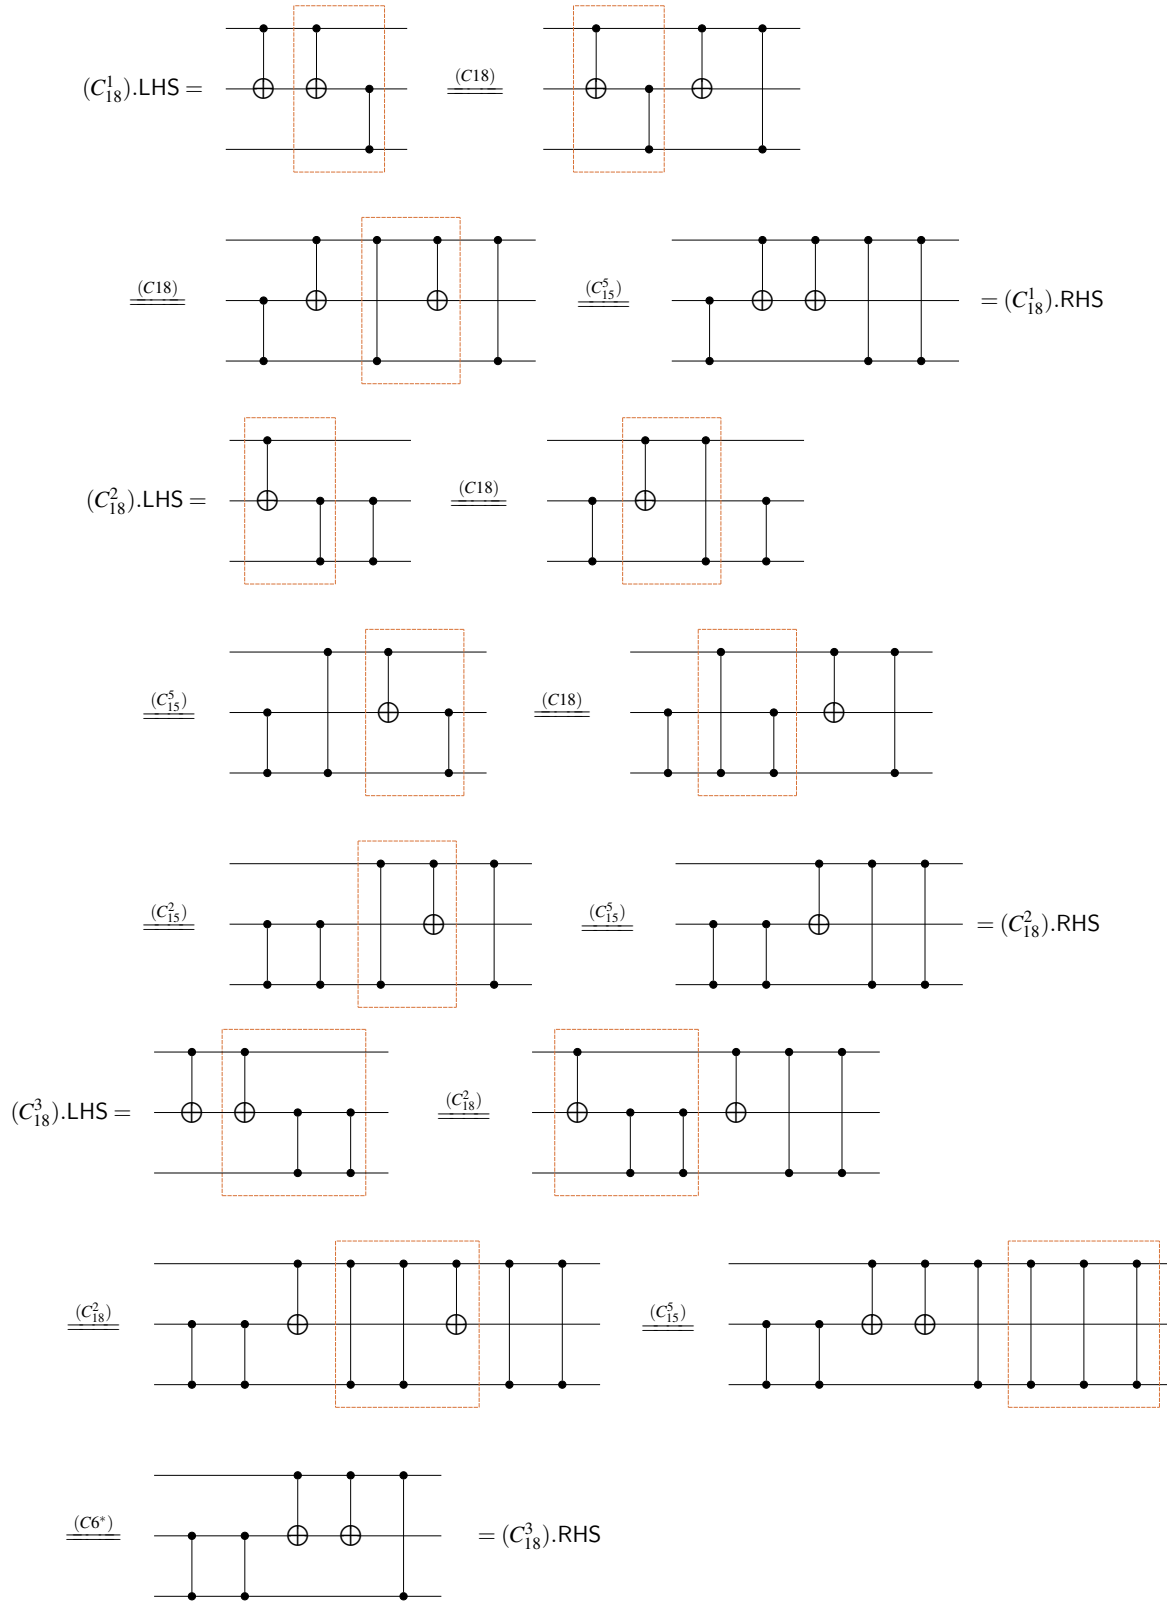 (C¹₁₈).LHS = (C18)
(C18) (C⁵₁₅) = (C¹₁₈).RHS
(C²₁₈).LHS = (C18)
(C⁵₁₅) (C18)
(C²₁₅) (C⁵₁₅) = (C²₁₈).RHS
(C³₁₈).LHS = (C²₁₈)
(C²₁₈) (C⁵₁₅)
(C6*) = (C³₁₈).RHS